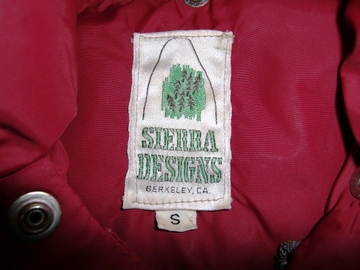 SIERRA
DESIGNS
BERKELEY, CA.
S